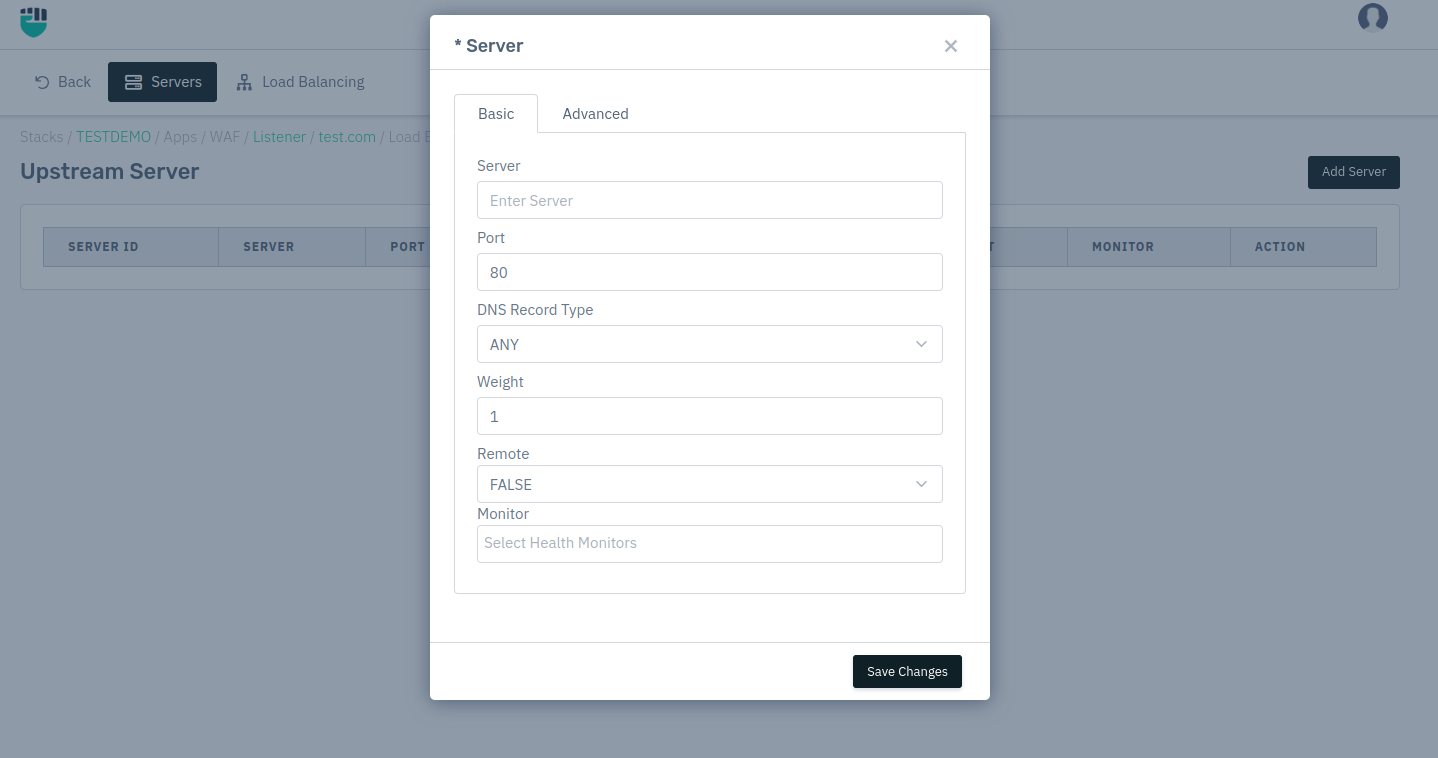 * Server
Back
Servers
Load Balancing
Basic
Advanced
Stacks / TESTDEMO / Apps / WAF / Listener / test.com / Load
Upstream Server
Add Server
Server
Enter Server
Port
80
SERVER ID
SERVER
PORT
MONITOR
ACTION
DNS Record Type
ANY
Weight
1
Remote
FALSE
Monitor
Select Health Monitors
Save Changes